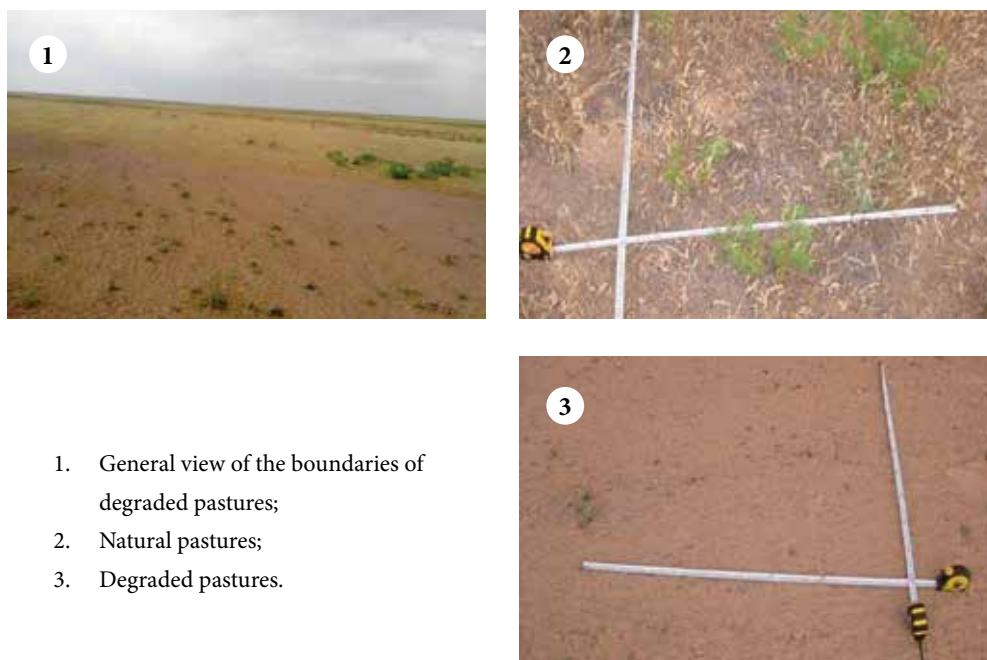 1
2
3
1. General view of the boundaries of
degraded pastures;
2. Natural pastures;
3. Degraded pastures.